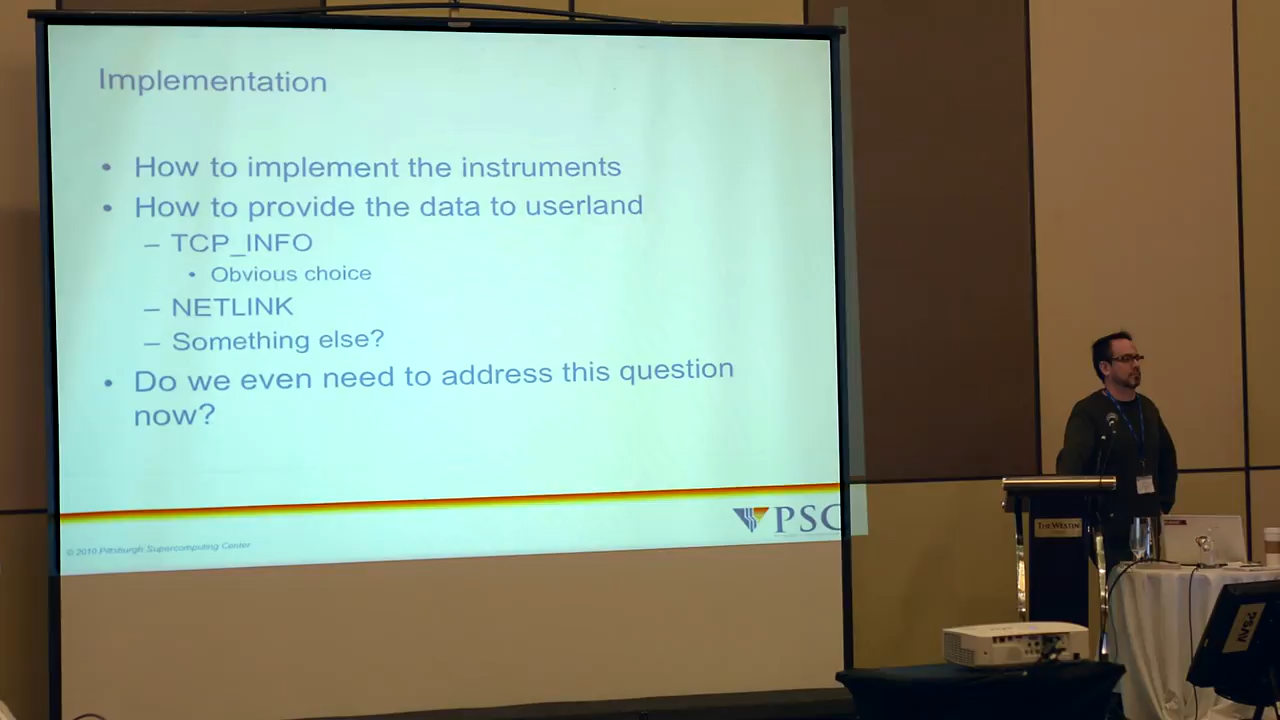 Implementation
• How to implement the instruments
• How to provide the data to userland
– TCP_INFO
• Obvious choice
– NETLINK
– Something else?
• Do we even need to address this question
now?
PSC
© 2010 Pittsburgh Supercomputing Center
THE WESTIN
AVSG